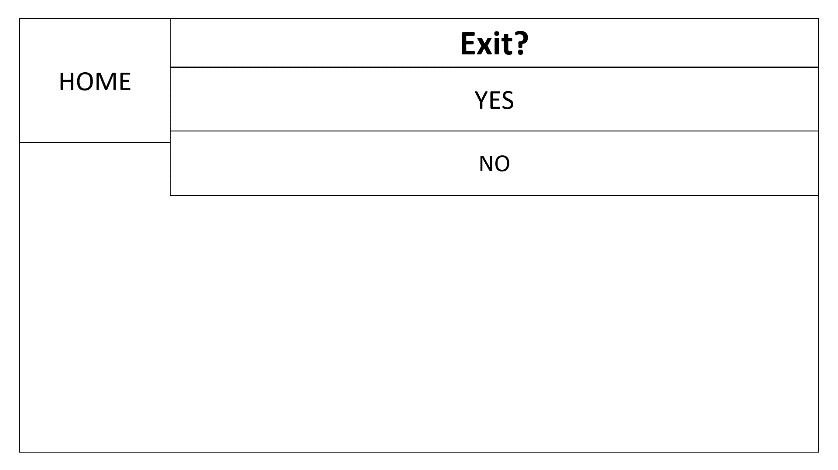 HOME
Exit?
YES
NO